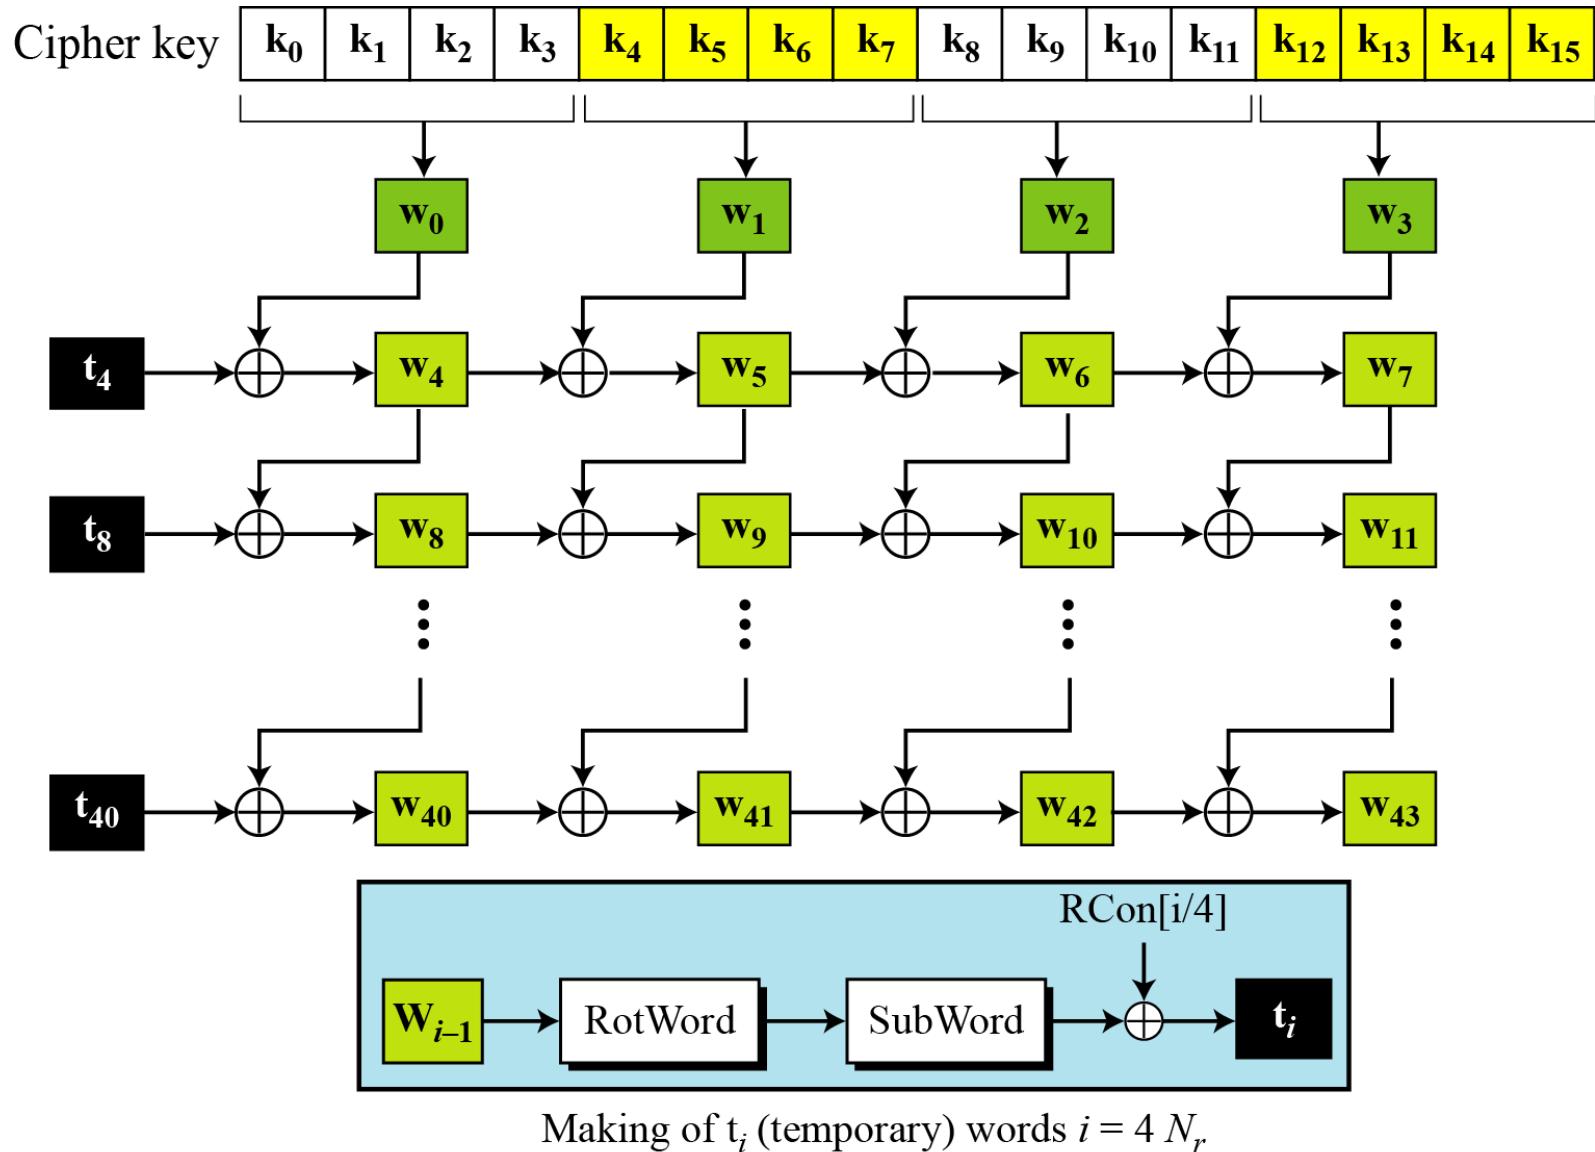 Cipher key k0 k1 k2 k3 k4 k5 k6 k7 k8 k9 k10 k11 k12 k13 k14 k15
w0 w1 w2 w3
t4 w4 w5 w6 w7
t8 w8 w9 w10 w11
t40 w40 w41 w42 w43
RCon[i/4]
Wi–1 RotWord SubWord ti
Making of ti (temporary) words i = 4 Nr